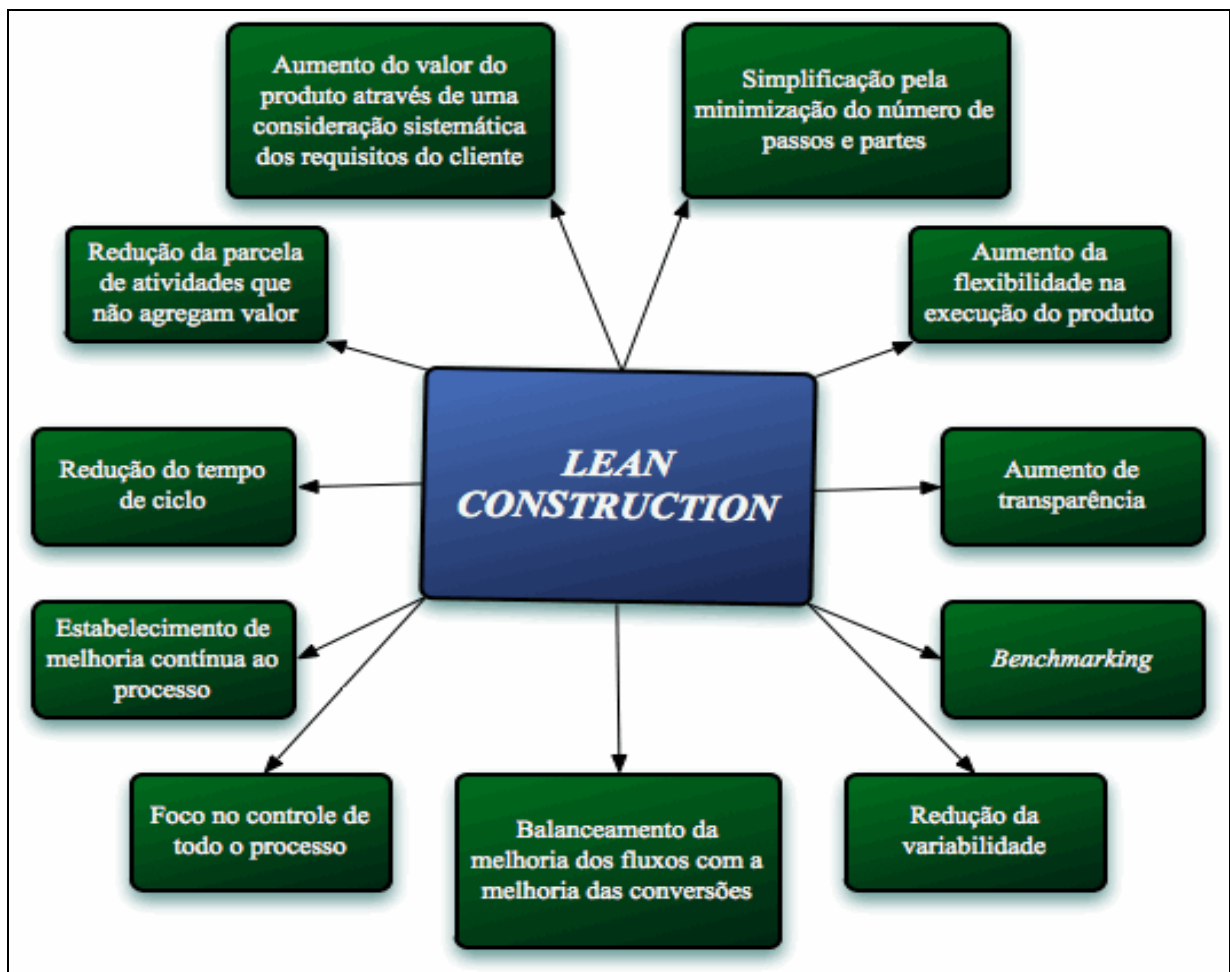 Aumento do valor do
produto através de uma
consideração sistemática
dos requisitos do cliente
Simplificação pela
minimização do número de
passos e partes
Redução da parcela
de atividades que
não agregam valor
Aumento da
flexibilidade na
execução do produto
LEAN
CONSTRUCTION
Redução do tempo
de ciclo
Aumento de
transparência
Estabelecimento de
melhoria contínua ao
processo
Benchmarking
Foco no controle de
todo o processo
Balanceamento da
melhoria dos fluxos com a
melhoria das conversões
Redução da
variabilidade